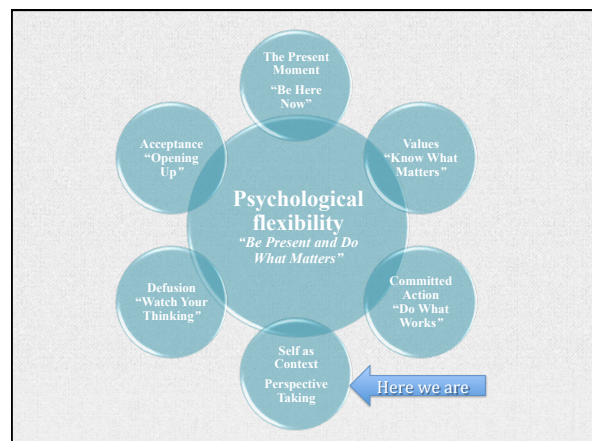 The Present
Moment
“Be Here
Now”
Acceptance
“Opening
Up”
Values
“Know What
Matters”
Psychological
flexibility
“Be Present and Do
What Matters”
Defusion
“Watch Your
Thinking”
Committed
Action
“Do What
Works”
Self as
Context
Perspective
Taking
Here we are